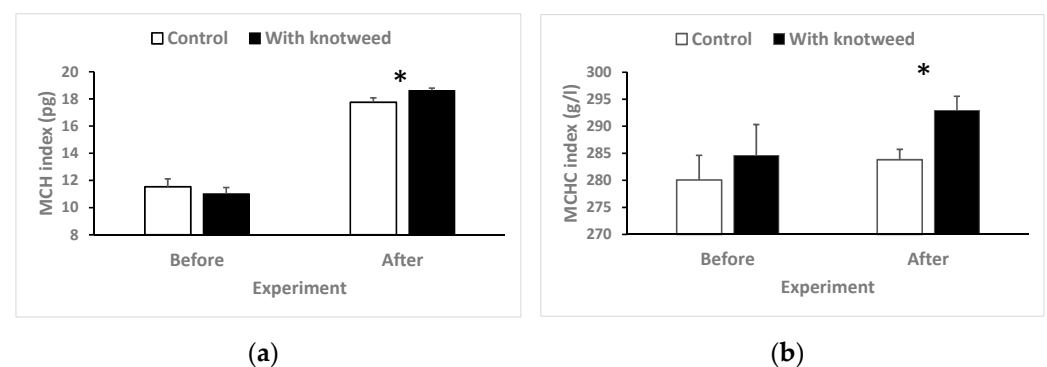 Control With knotweed
MCH index (pg)
20
18
16
14
12
10
8
*
Before After
Experiment
(a)
Control With knotweed
MCHC index (g/l)
300
295
290
285
280
275
270
*
Before After
Experiment
(b)